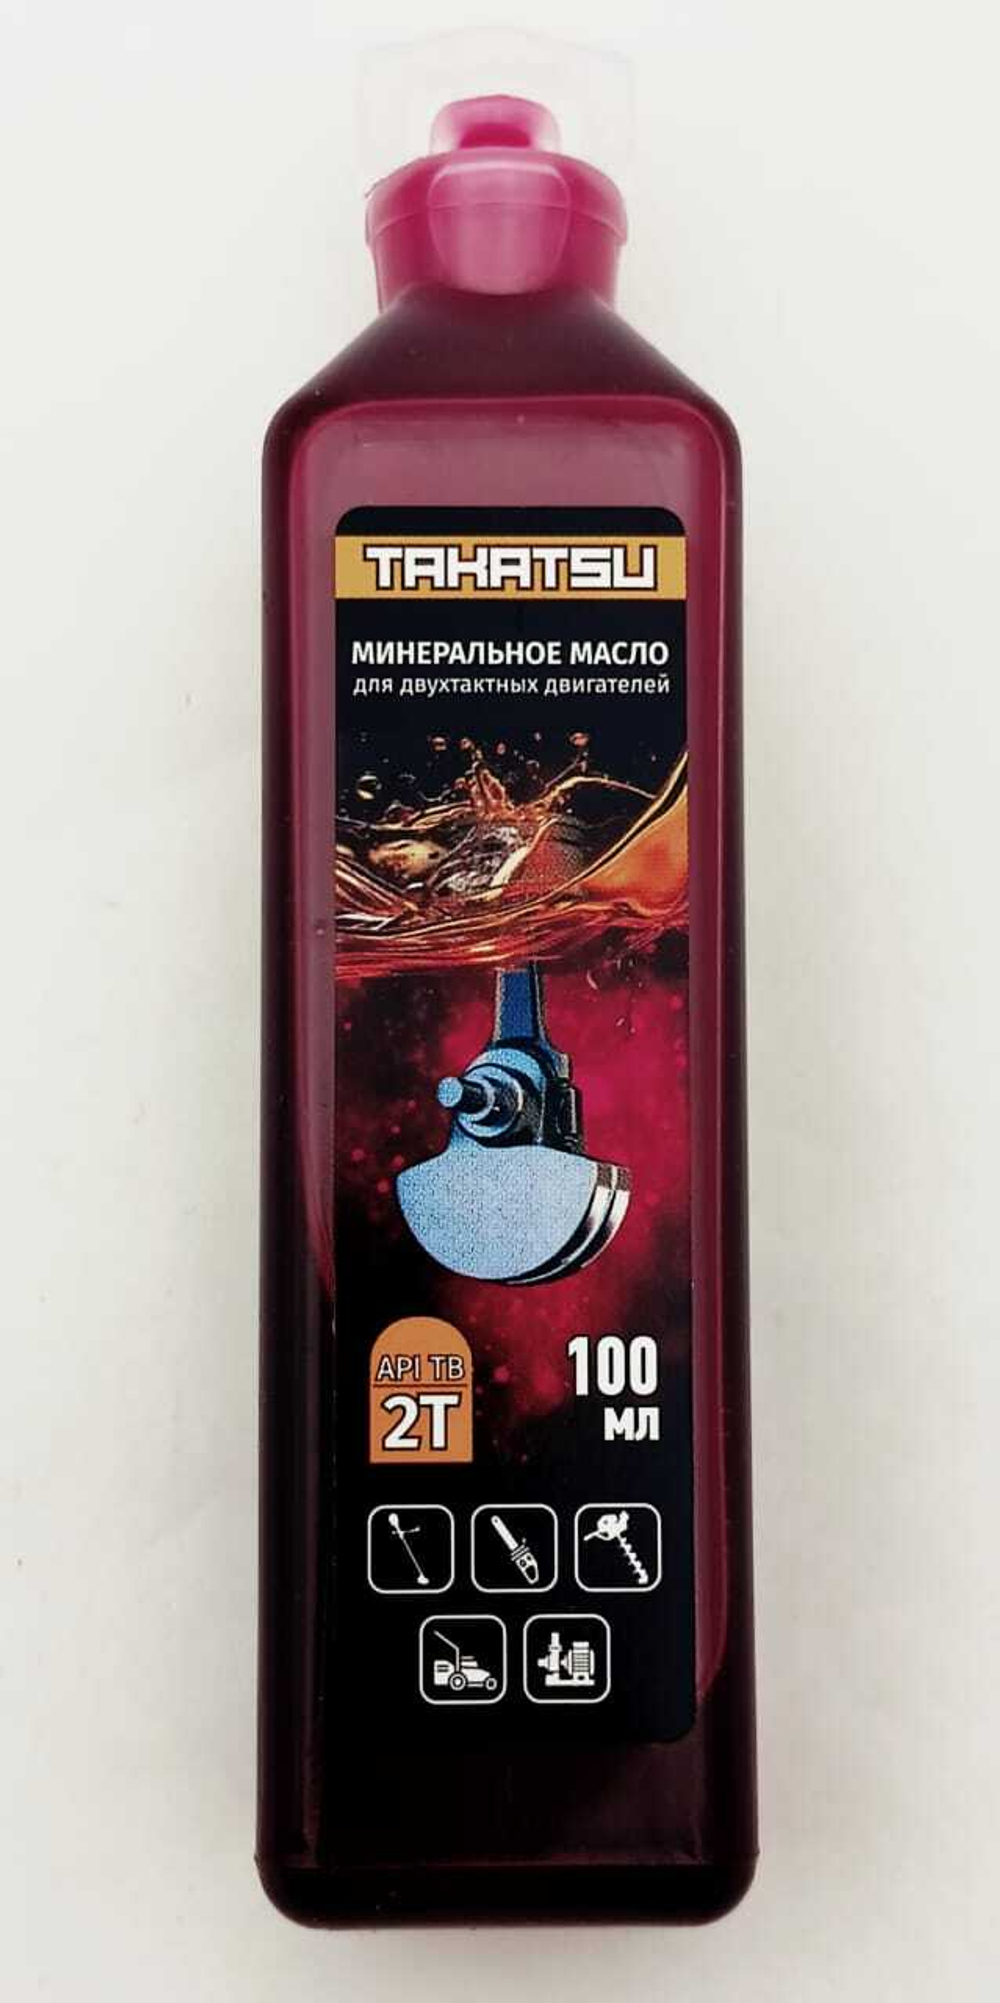 TAKATSU
МИНЕРАЛЬНОЕ МАСЛО
для двухтактных двигателей
API TB
2T
100
МЛ